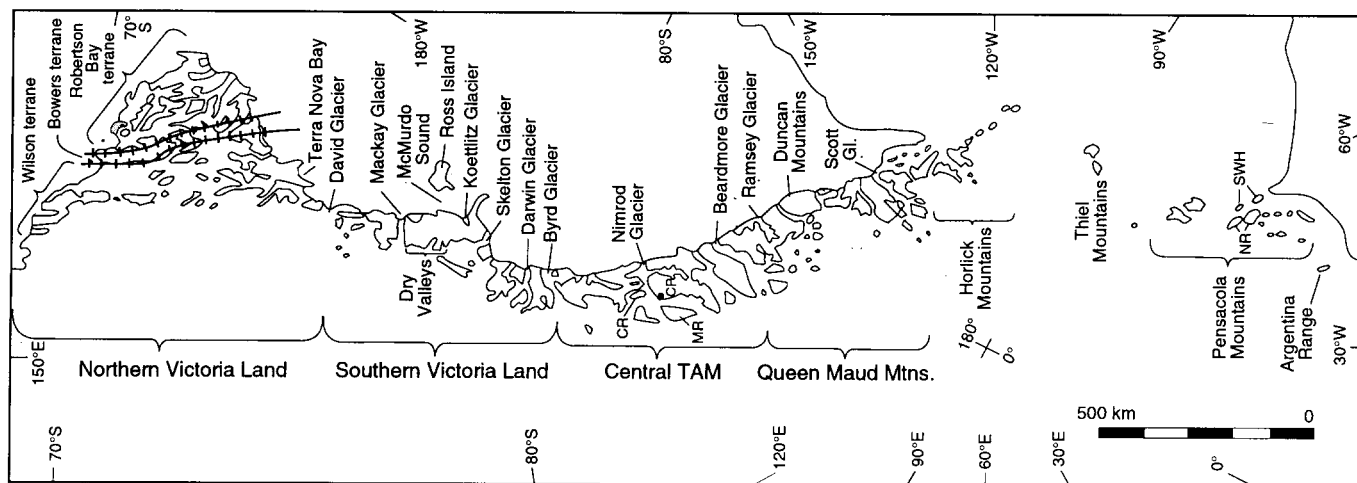 Wilson terrane
Bowers terrane
Robertson
Bay
terrane
70°
S
Terra Nova Bay
David Glacier
Mackay Glacier
McMurdo
Sound
180°W
Ross Island
Koettlitz Glacier
Skelton Glacier
Darwin Glacier
Byrd Glacier
Nimrod
Glacier
80°S
Beardmore Glacier
Ramsey Glacier
Duncan
Mountains
150°W
Scott
Gl.
120°W
90°W
60°W
Dry
Valleys
CR
CP
MR
Horlick
Mountains
180°
0°
Thiel
Mountains
SWH
NR
Pensacola
Mountains
Argentina
Range
30°W
150°E
Northern Victoria Land
Southern Victoria Land
Central TAM
Queen Maud Mtns.
500 km
0
70°S
80°S
120°E
90°E
60°E
30°E
0°